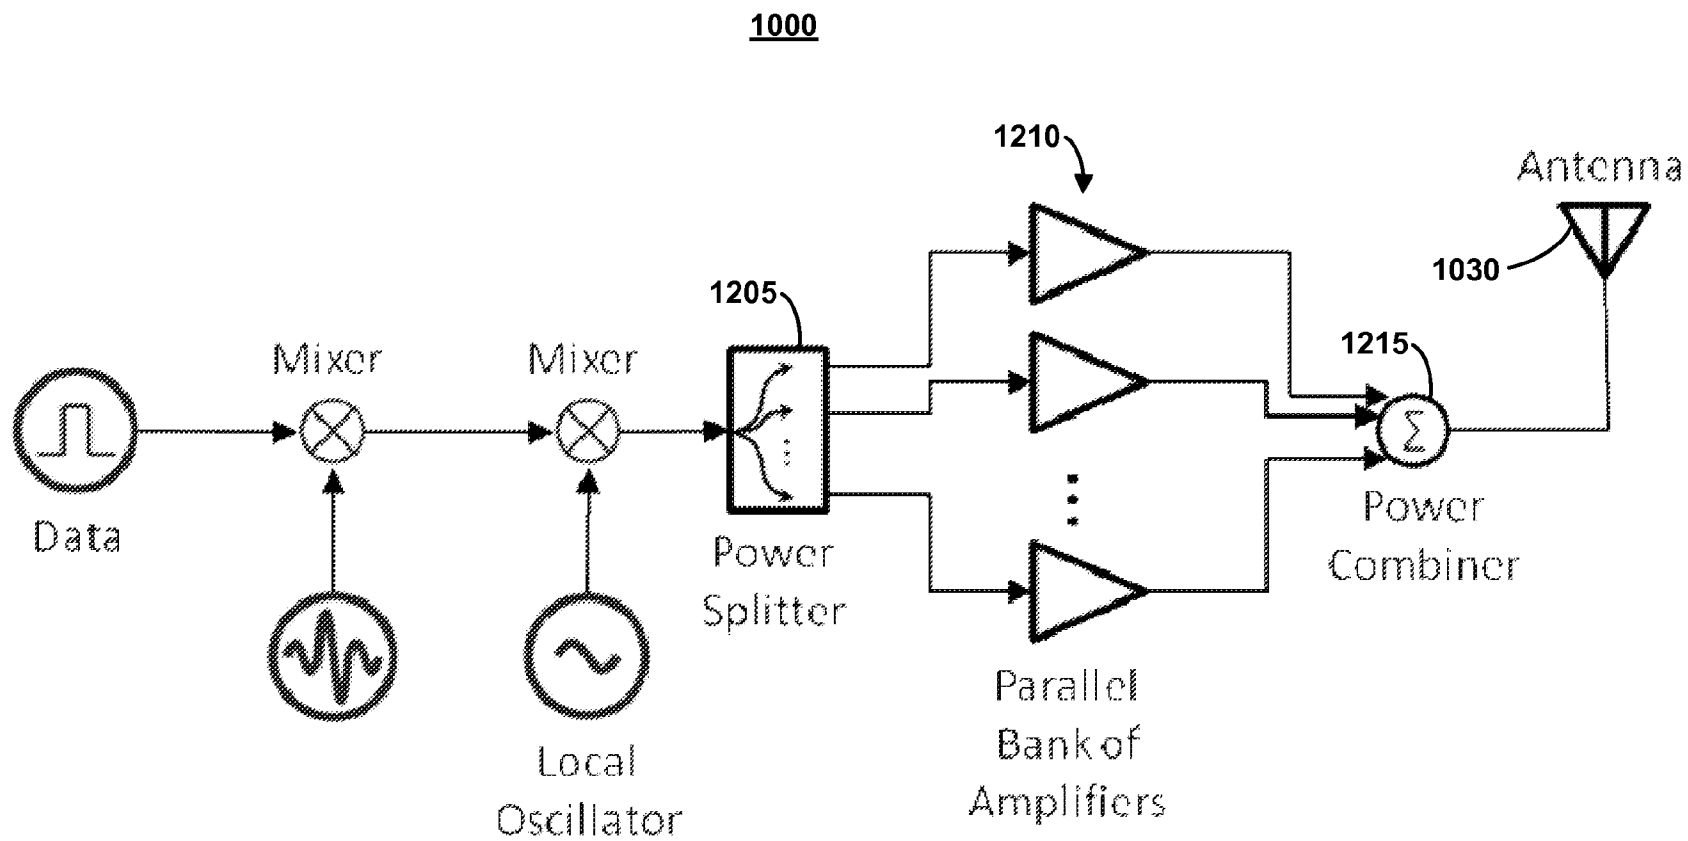 1000
1210
Antenna
1030
1205
1215
Mixer
Mixer
Σ
Data
Power
Splitter
Power
Combiner
Parallel
Bank of
Amplifiers
Local
Oscillator